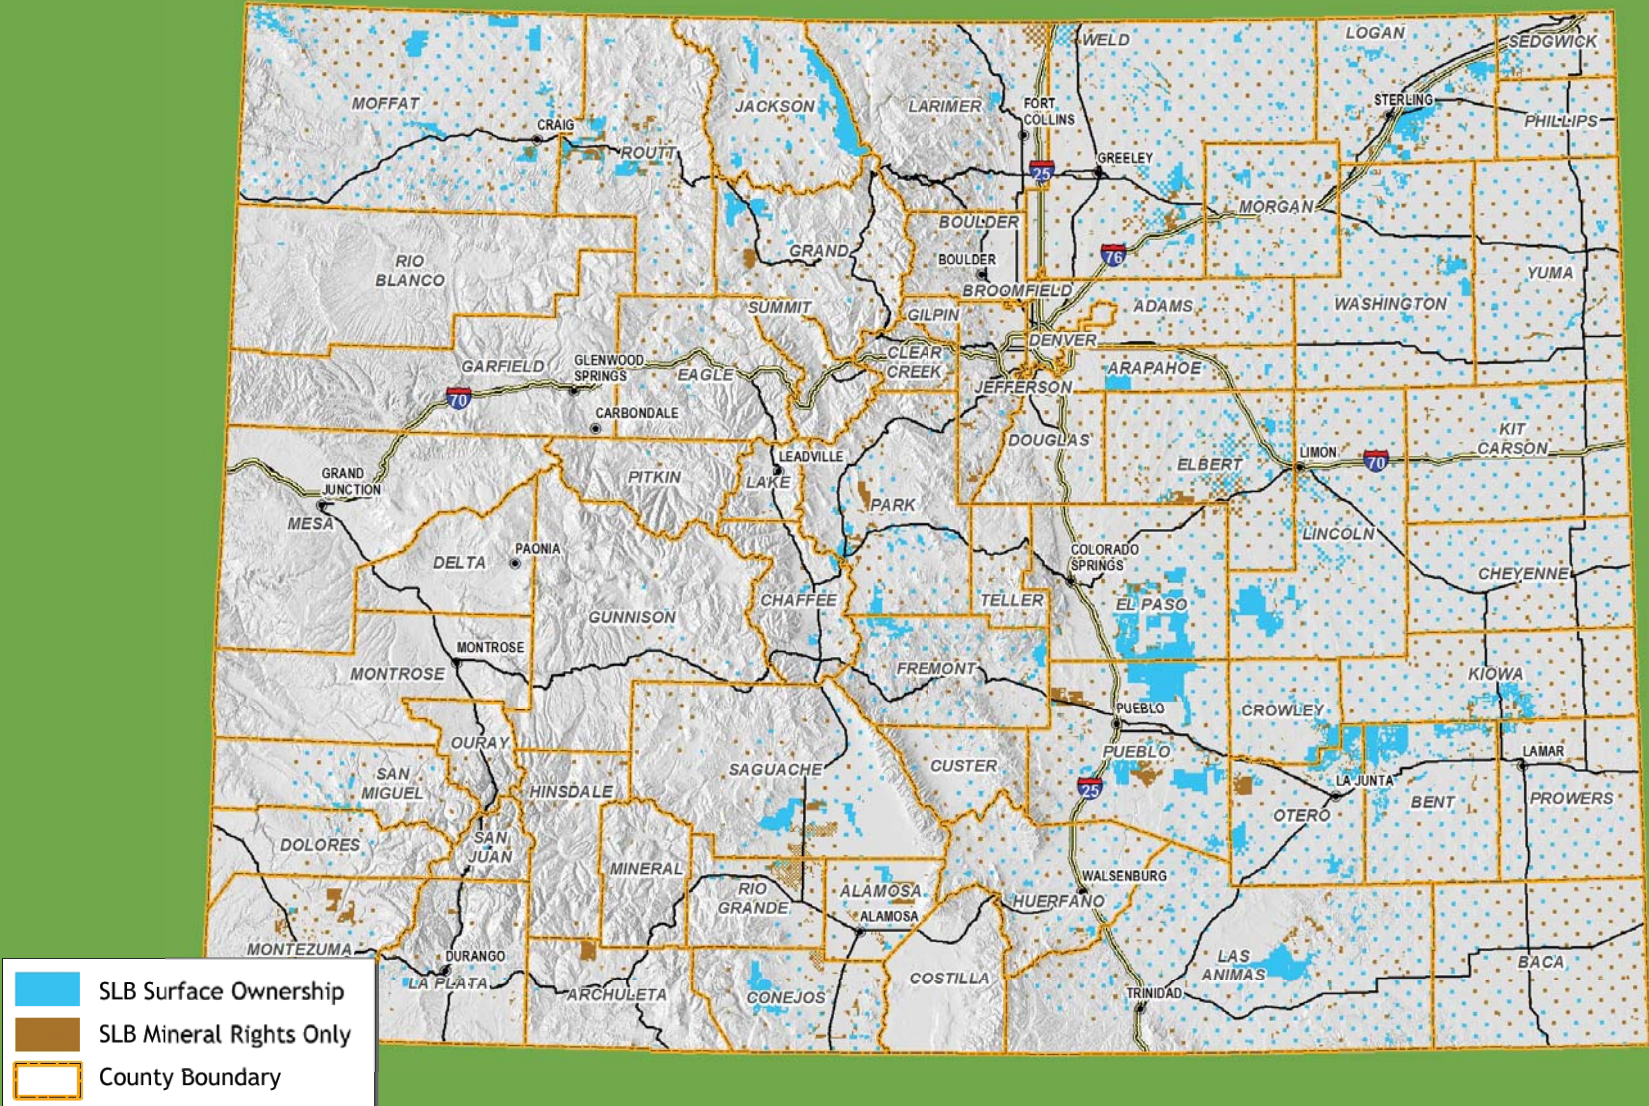 LOGAN
WELD
SEDGWICK
MOFFAT
JACKSON
LARIMER
FORT
COLLINS
STERLING
PHILLIPS
CRAIG
ROUTT
25
GREELEY
MORGAN
BOULDER
RIO
BLANCO
GRAND
BOULDER
76
YUMA
BROOMFIELD
SUMMIT
GILPIN
ADAMS
WASHINGTON
DENVER
GARFIELD
GLENWOOD
SPRINGS
EAGLE
CLEAR
CREEK
ARAPAHOE
JEFFERSON
70
CARBONDALE
DOUGLAS
KIT
CARSON
GRAND
JUNCTION
LEADVILLE
PITKIN
LAKE
ELBERT
LIMON
70
PARK
MESA
LINCOLN
DELTA
PAONIA
COLORADO
SPRINGS
CHEYENNE
GUNNISON
CHAFFEE
TELLER
EL PASO
MONTROSE
MONTROSE
FREMONT
KIOWA
PUEBLO
CROWLEY
OURAY
PUEBLO
LAMAR
SAN
MIGUEL
HINSDALE
SAGUACHE
CUSTER
25
LA JUNTA
BENT
PROWERS
OTERO
DOLORES
SAN
JUAN
MINERAL
RIO
GRANDE
ALAMOSA
ALAMOSA
WALSENBURG
HUERFANO
MONTEZUMA
DURANGO
LA PLATA
ARCHULETA
CONEJOS
COSTILLA
LAS
ANIMAS
TRINIDAD
BACA
SLB Surface Ownership
SLB Mineral Rights Only
County Boundary